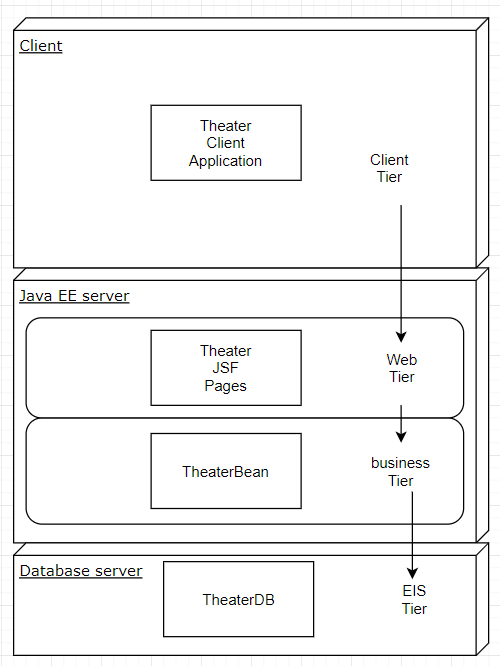 Client
Theater
Client
Application
Client
Tier
Java EE server
Theater
JSF
Pages
Web
Tier
TheaterBean
business
Tier
Database server
TheaterDB
EIS
Tier